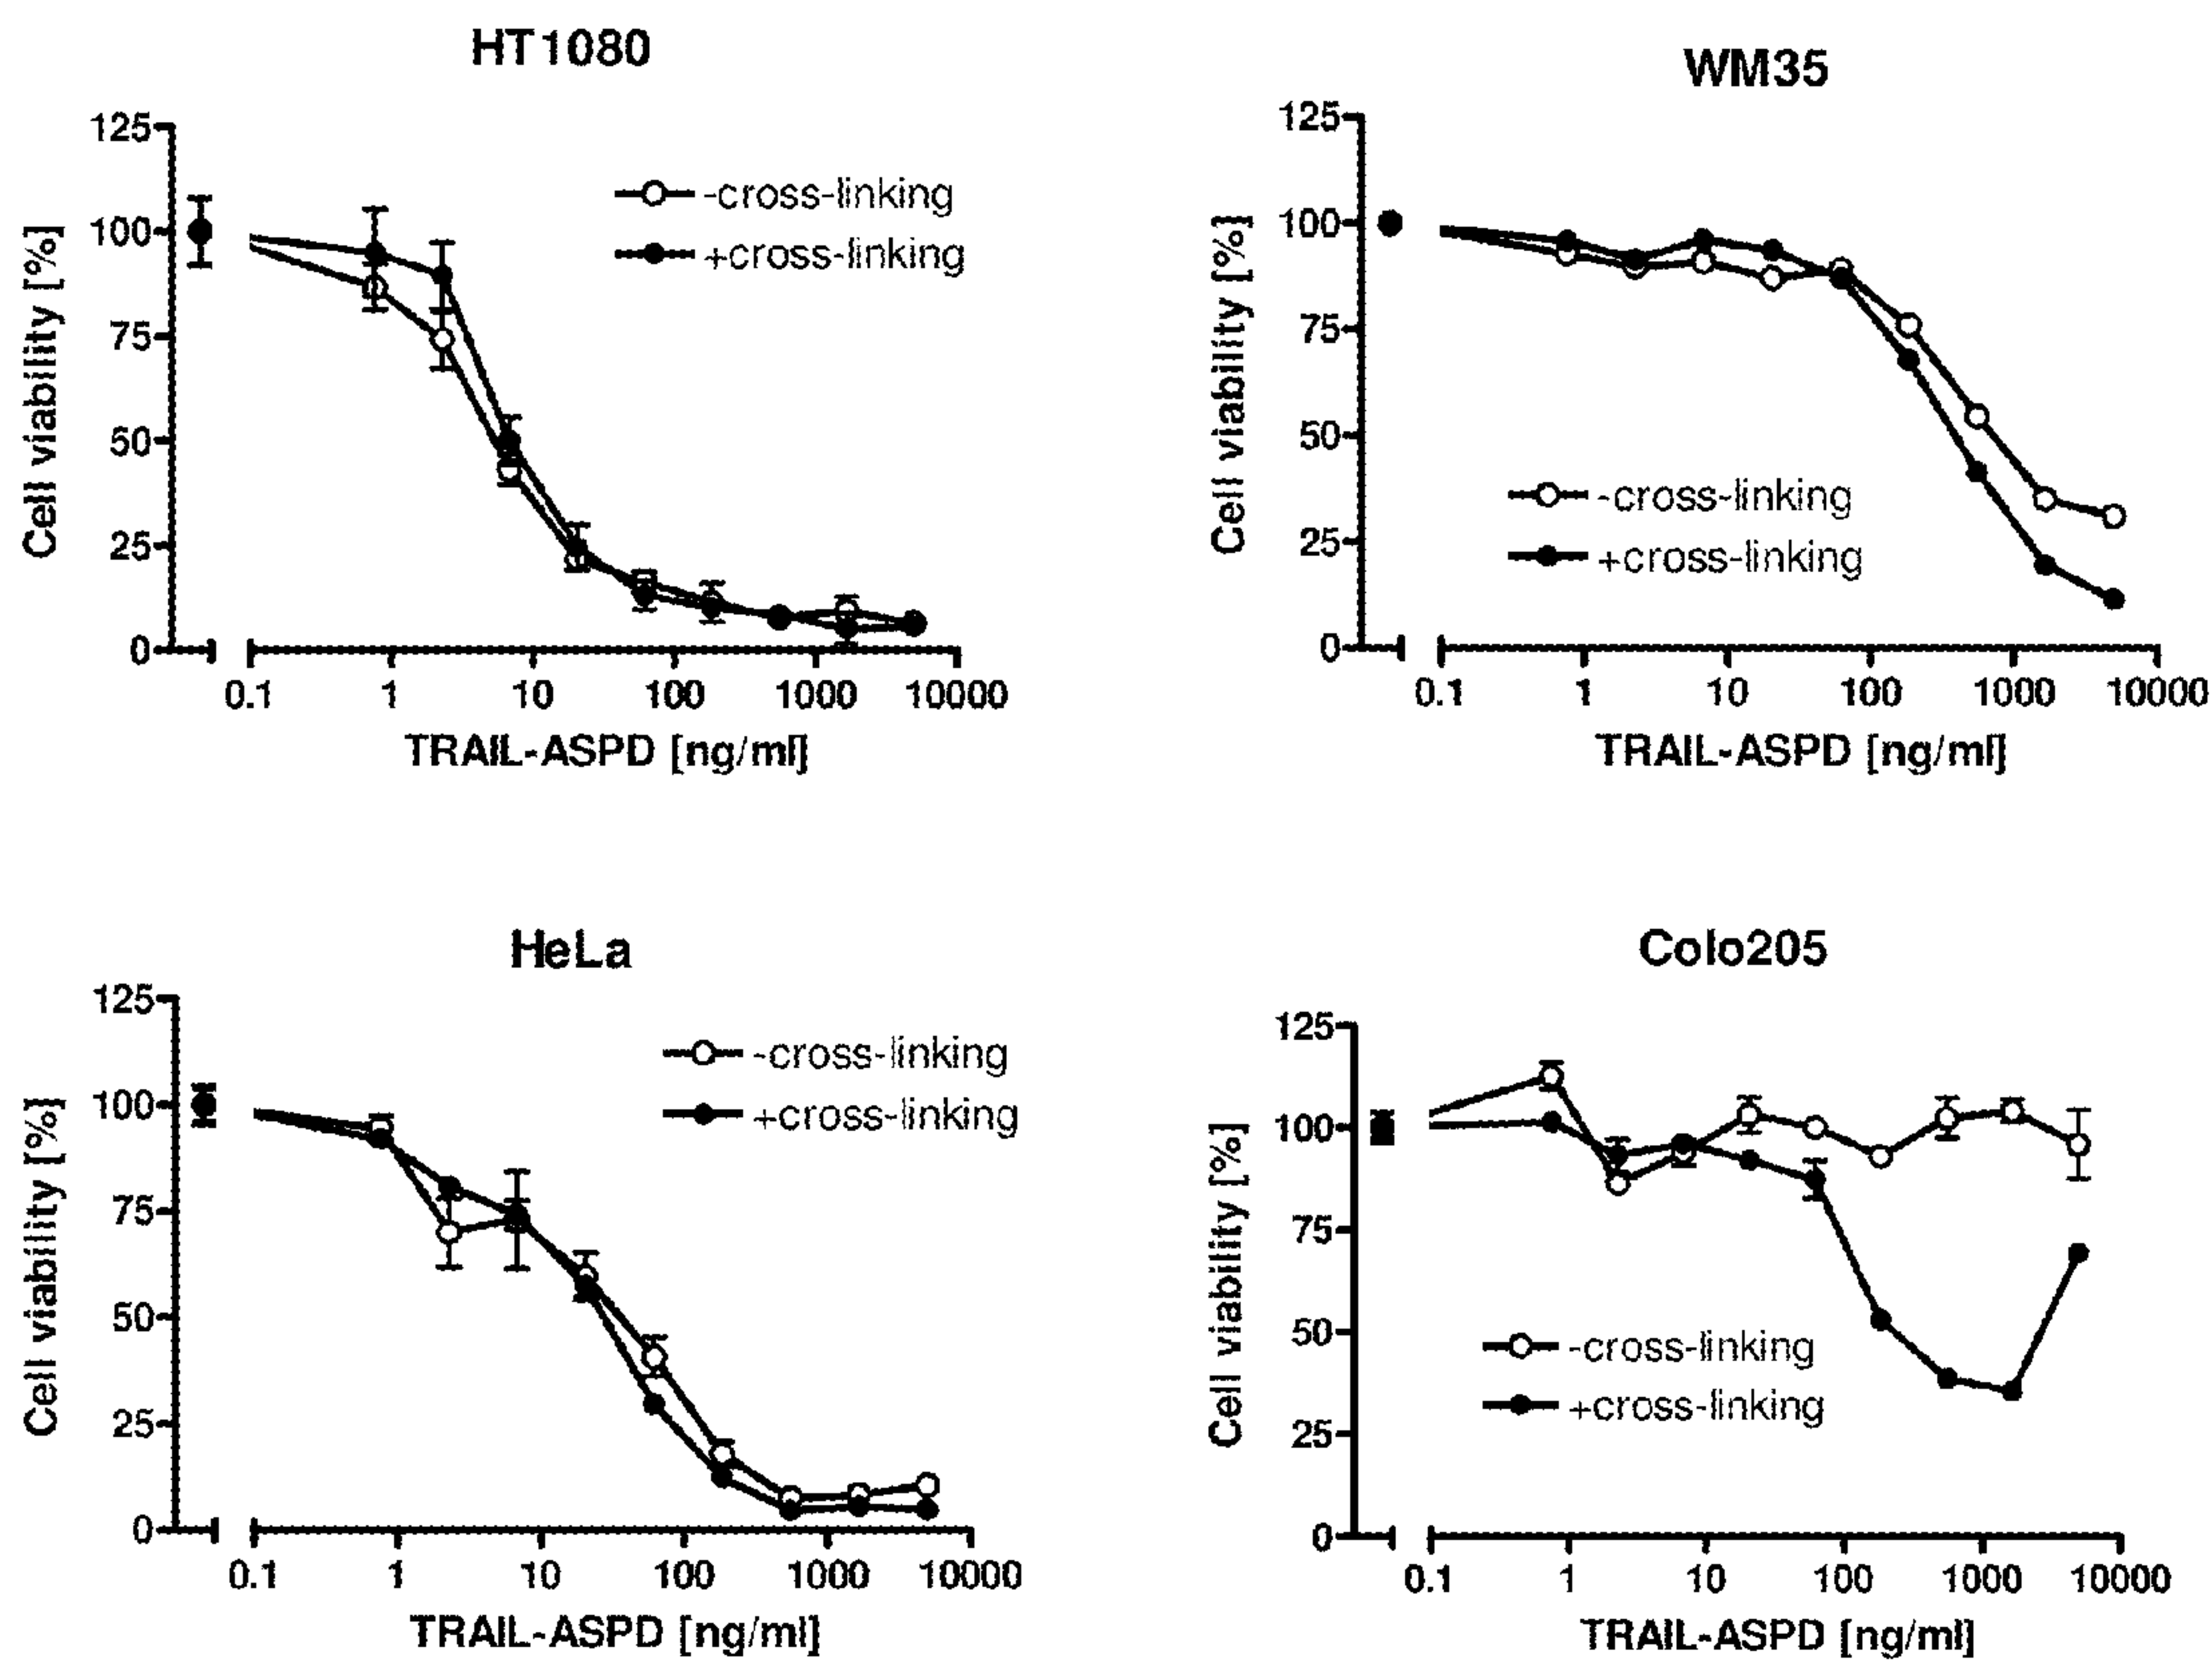 HT1080
125
100
75
50
25
0
Cell viability [%]
-cross-linking
+cross-linking
0.1 1 10 100 1000 10000
TRAIL-ASPD [ng/ml]
WM35
125
100
75
50
25
0
Cell viability [%]
-cross-linking
+cross-linking
0.1 1 10 100 1000 10000
TRAIL-ASPD [ng/ml]
HeLa
125
100
75
50
25
0
Cell viability [%]
-cross-linking
+cross-linking
0.1 1 10 100 1000 10000
TRAIL-ASPD [ng/ml]
Colo205
125
100
75
50
25
0
Cell viability [%]
-cross-linking
+cross-linking
0.1 1 10 100 1000 10000
TRAIL-ASPD [ng/ml]